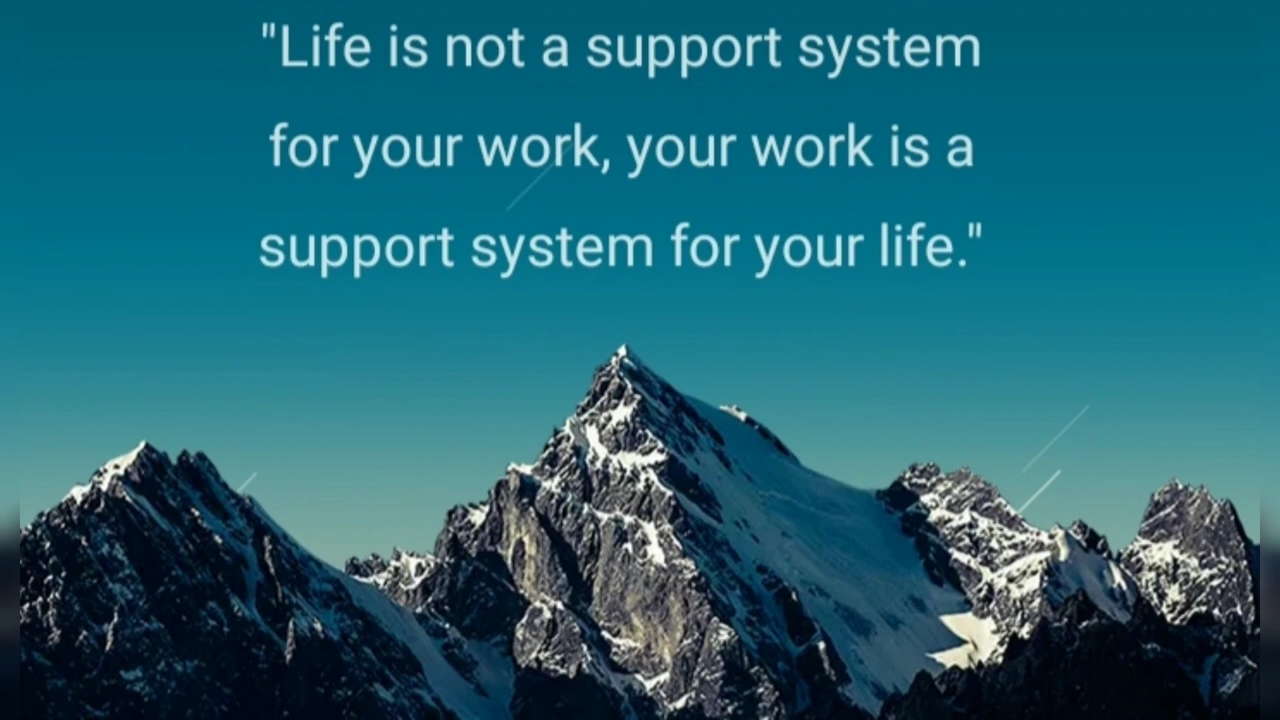 "Life is not a support system
for your work, your work is a
support system for your life."